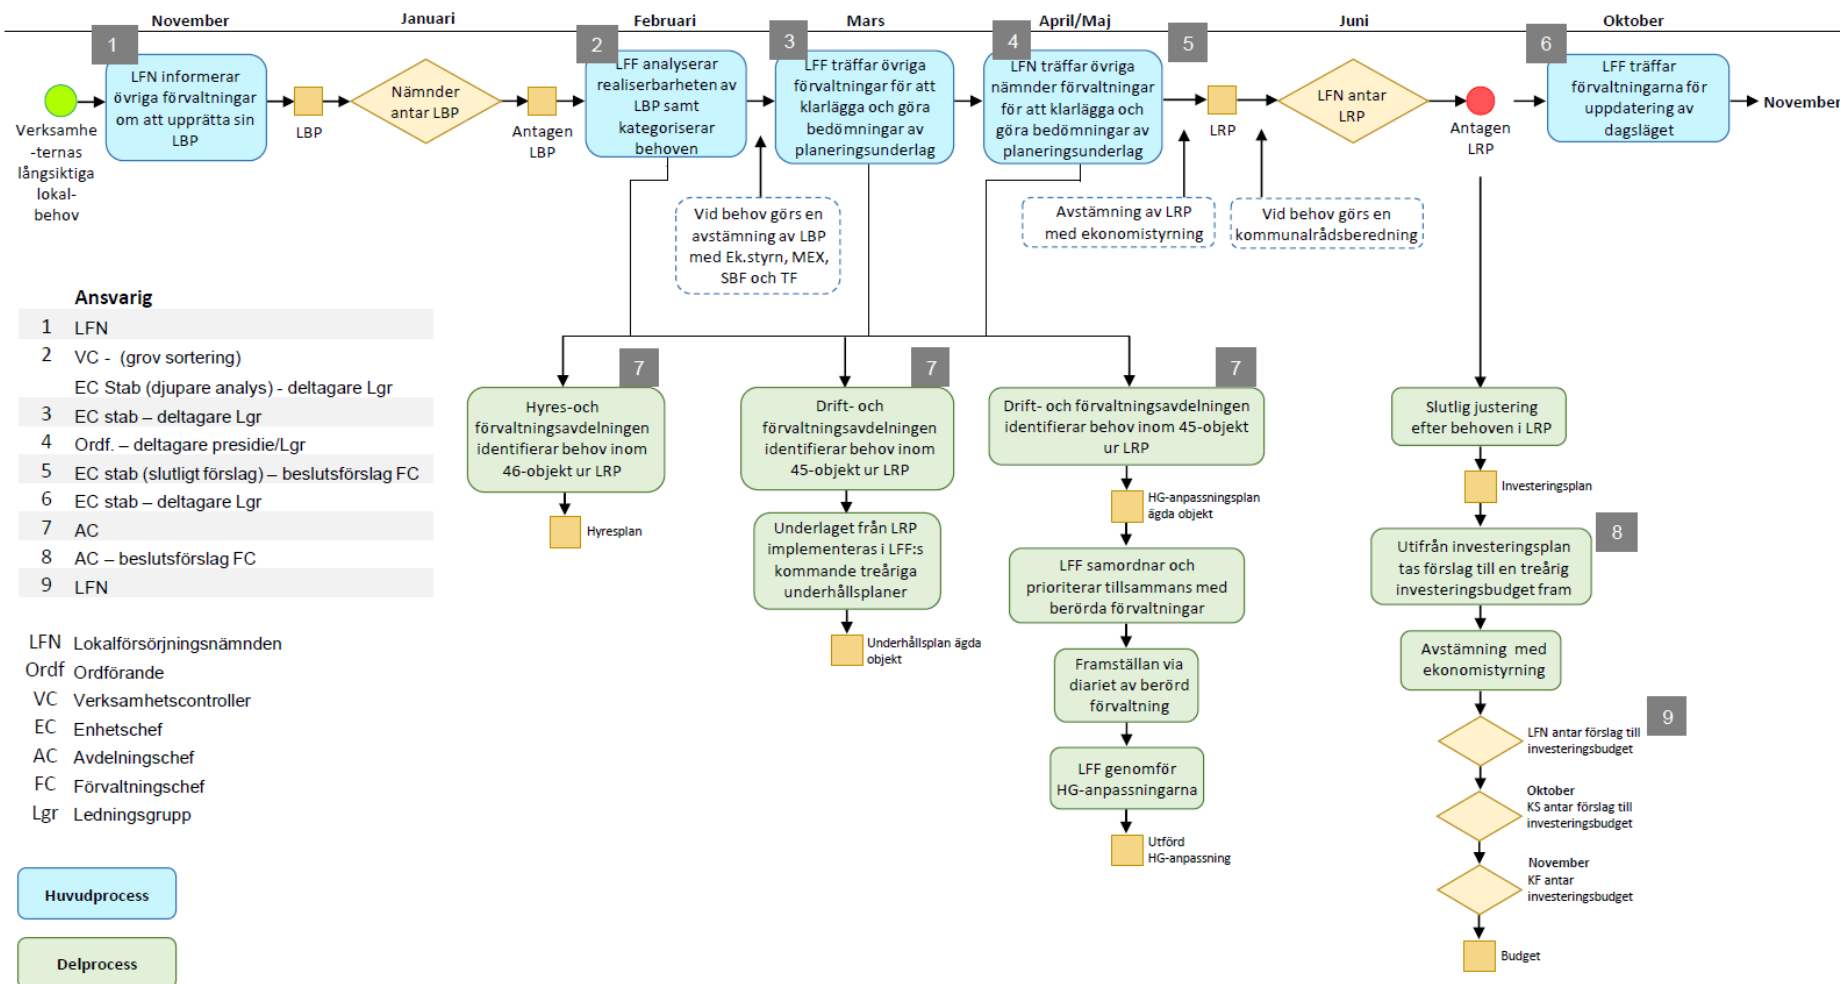 November
Januari
Februari
Mars
April/Maj
Juni
Oktober
1
2
3
4
5
6
Verksamhe
-ternas
långsiktiga
lokal-
behov
LFN informerar
övriga förvaltningar
om att upprätta sin
LBP
LBP
Nämnder
antar LBP
Antagen
LBP
LFF analyserar
realiserbarheten av
LBP samt
kategoriserar
behoven
LFF träffar övriga
förvaltningar för att
klarlägga och göra
bedömningar av
planeringsunderlag
LFN träffar övriga
nämnder förvaltningar
för att klarlägga och
göra bedömningar av
planeringsunderlag
LRP
LFN antar
LRP
Antagen
LRP
LFF träffar
förvaltningarna för
uppdatering av
dagsläget
November
Vid behov görs en
avstämning av LBP
med Ek.styrn, MEX,
SBF och TF
Avstämning av LRP
med ekonomistyrning
Vid behov görs en
kommunalrådsberedning
Ansvarig
1 LFN
2 VC - (grov sortering)
EC Stab (djupare analys) - deltagare Lgr
3 EC stab – deltagare Lgr
4 Ordf. – deltagare presidie/Lgr
5 EC stab (slutligt förslag) – beslutsförslag FC
6 EC stab – deltagare Lgr
7 AC
8 AC – beslutsförslag FC
9 LFN
LFN Lokalförsörjningsnämnden
Ordf Ordförande
VC Verksamhetscontroller
EC Enhetschef
AC Avdelningschef
FC Förvaltningschef
Lgr Ledningsgrupp
Huvudprocess
Delprocess
7
Hyres-och
förvaltningsavdelningen
identifierar behov inom
46-objekt ur LRP
Hyresplan
7
Drift- och
förvaltningsavdelningen
identifierar behov inom
45-objekt ur LRP
Underlaget från LRP
implementeras i LFF:s
kommande treåriga
underhållsplaner
Underhållsplan ägda
objekt
7
Drift- och förvaltningsavdelningen
identifierar behov inom 45-objekt
ur LRP
HG-anpassningsplan
ägda objekt
LFF samordnar och
prioriterar tillsammans med
berörda förvaltningar
Framställan via
diariet av berörd
förvaltning
LFF genomför
HG-anpassningarna
Utförd
HG-anpassning
Slutlig justering
efter behoven i LRP
Investeringsplan
8
Utifrån investeringsplan
tas förslag till en treårig
investeringsbudget fram
Avstämning med
ekonomistyrning
9
LFN antar förslag till
investeringsbudget
Oktober
KS antar förslag till
investeringsbudget
November
KF antar
investeringsbudget
Budget